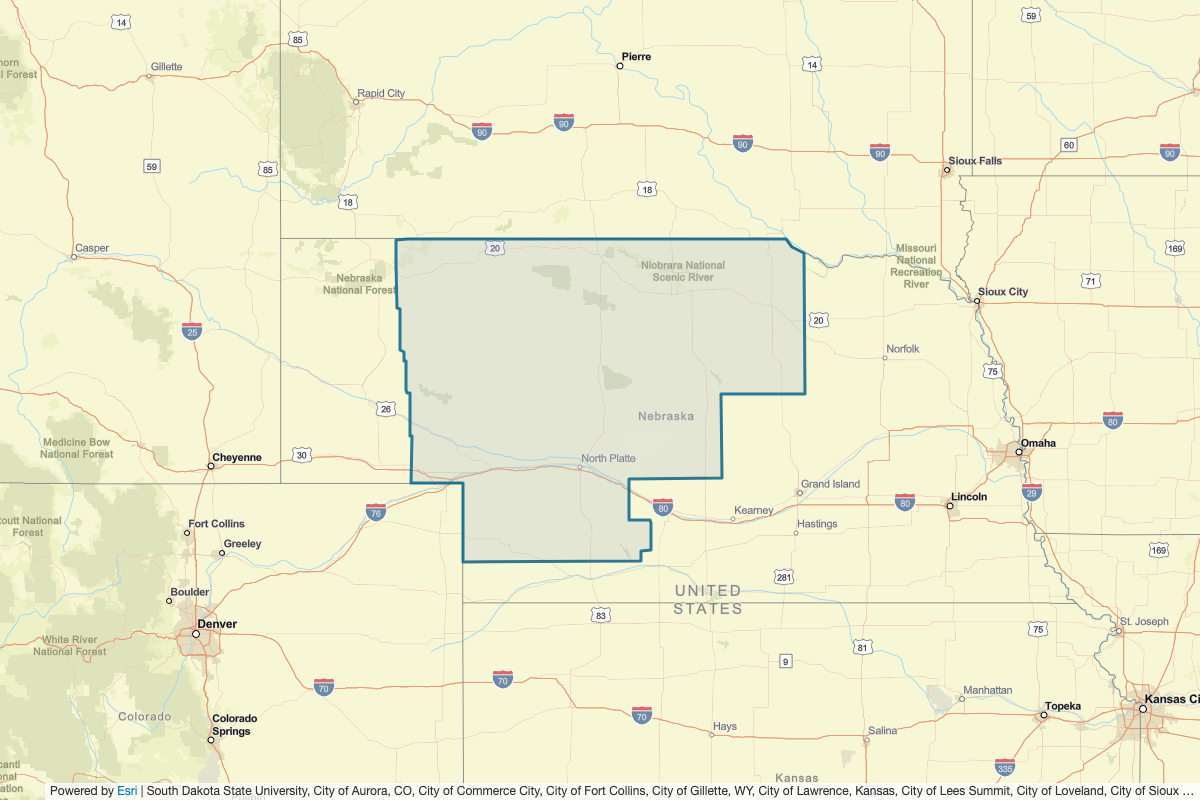 59
14
85
Pierre
14
horn
l Forest
Gillette
Rapid City
90
90
90
90
60
90
Sioux Falls
59
85
18
18
Casper
20
169
Missouri
National
Recreation
River
Niobrara National
Scenic River
Nebraska
National Forest
71
Sioux City
20
25
Norfolk
75
26
Nebraska
80
Medicine Bow
National Forest
Cheyenne
30
North Platte
Omaha
Grand Island
Lincoln
80
80
29
76
Kearney
Hastings
Routt National
Forest
Fort Collins
Greeley
169
281
UNITED
STATES
Boulder
83
Denver
St. Joseph
75
White River
National Forest
81
9
70
70
70
Manhattan
Topeka
Kansas Ci
Colorado
Colorado
Springs
Hays
Salina
335
Kansas
Powered by Esri | South Dakota State University, City of Aurora, CO, City of Commerce City, City of Fort Collins, City of Gillette, WY, City of Lawrence, Kansas, City of Lees Summit, City of Loveland, City of Sioux ...